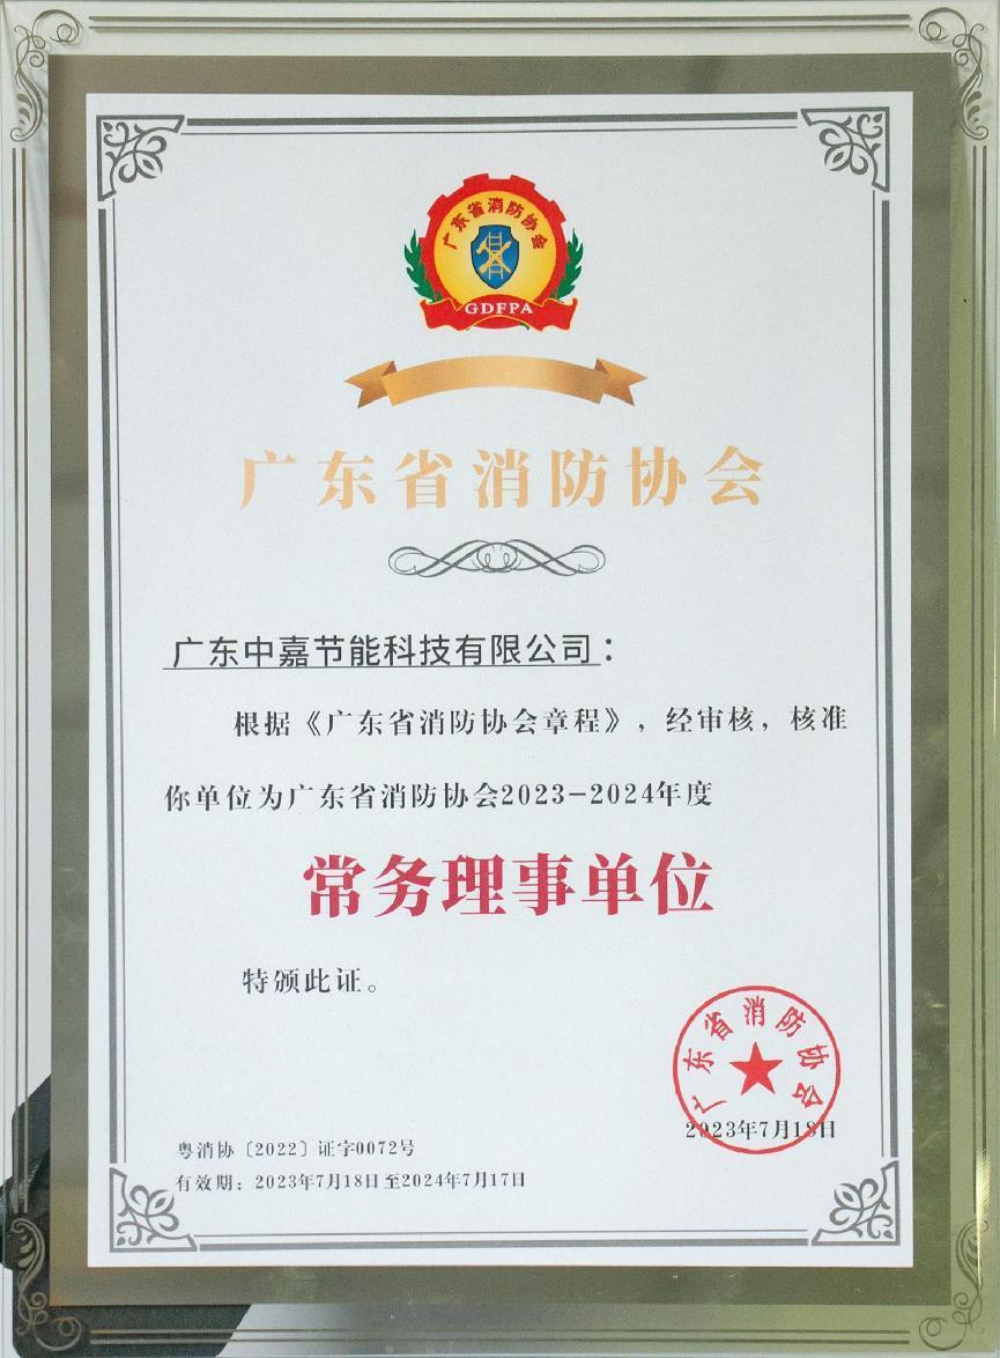 广东省消防协会
GDFPA
广东省消防协会
广东中嘉节能科技有限公司：
根据《广东省消防协会章程》，经审核，核准
你单位为广东省消防协会2023-2024年度
常务理事单位
特颁此证。
广东省消防协会
2023年7月18日
粤消协〔2022〕证字0072号
有效期：2023年7月18日至2024年7月17日